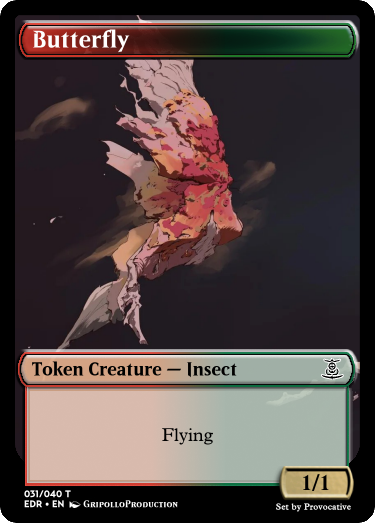 Butterfly
Token Creature — Insect
Flying
1/1
031/040 T
EDR • EN GripolloProduction
Set by Provocative